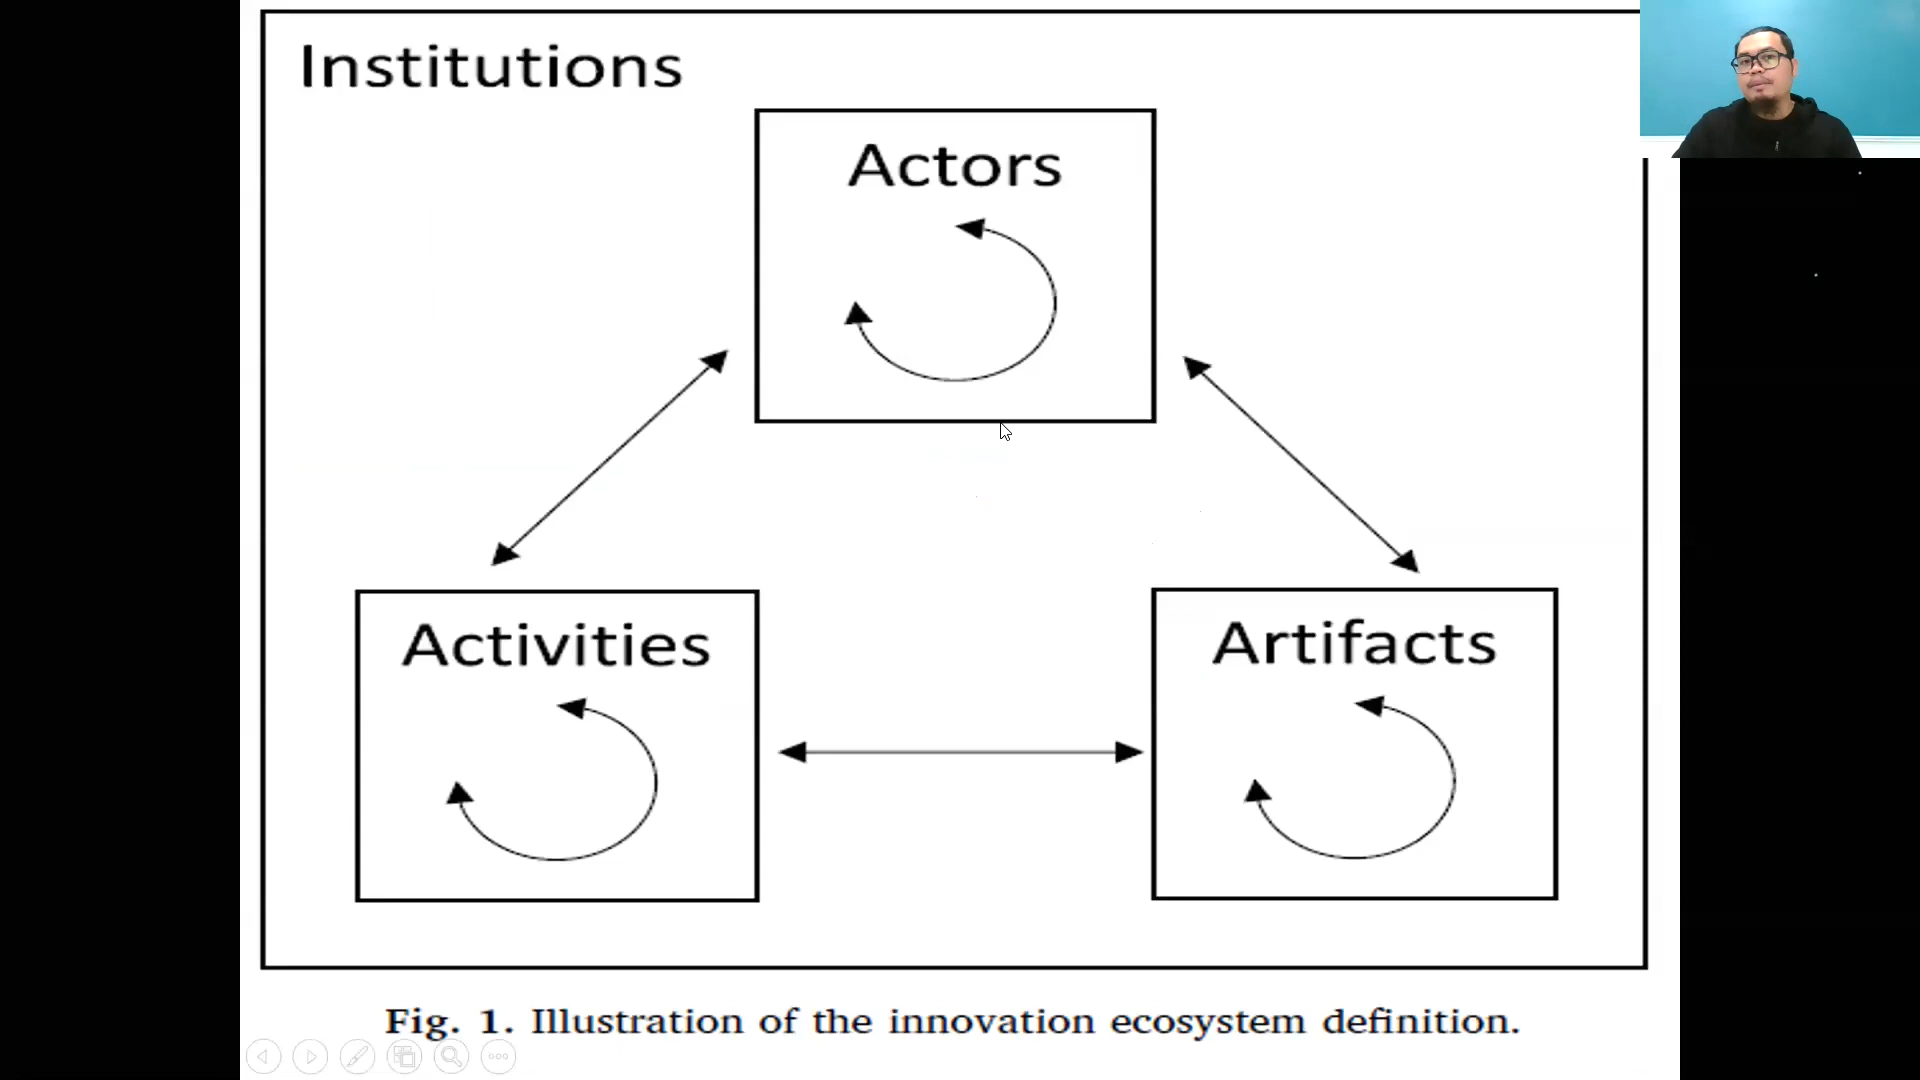 Institutions
Actors
Activities
Artifacts
Fig. 1. Illustration of the innovation ecosystem definition.